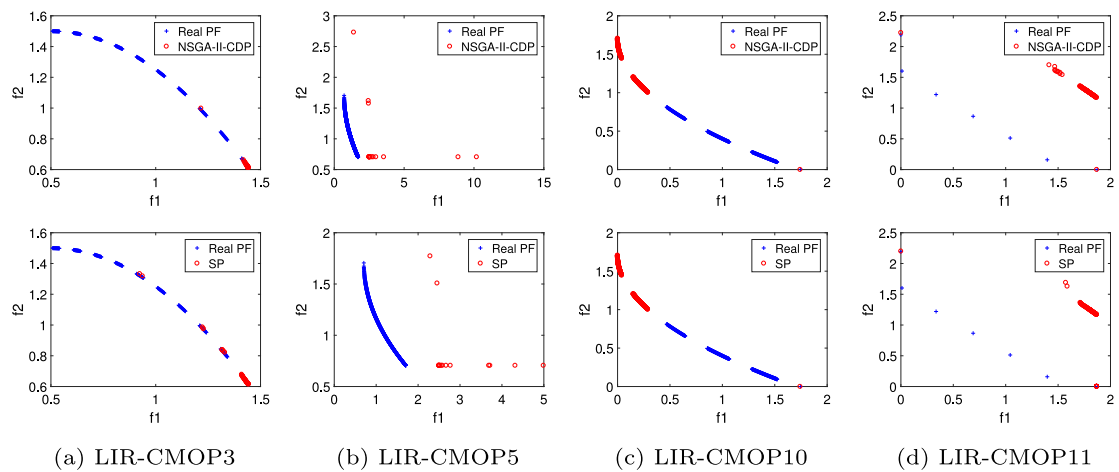 1.6
1.4
1.2
1
0.8
0.6
f2
0.5 1 1.5
f1
Real PF
NSGA-II-CDP
3
2.5
2
1.5
1
0.5
f2
0 5 10 15
f1
Real PF
NSGA-II-CDP
2
1.5
1
0.5
0
f2
0 0.5 1 1.5 2
f1
Real PF
NSGA-II-CDP
2.5
2
1.5
1
0.5
0
f2
0 0.5 1 1.5 2
f1
Real PF
NSGA-II-CDP
1.6
1.4
1.2
1
0.8
0.6
f2
0.5 1 1.5
f1
Real PF
SP
2
1.5
1
0.5
f2
0 1 2 3 4 5
f1
Real PF
SP
2
1.5
1
0.5
0
f2
0 0.5 1 1.5 2
f1
Real PF
SP
2.5
2
1.5
1
0.5
0
f2
0 0.5 1 1.5 2
f1
Real PF
SP
(a) LIR-CMOP3
(b) LIR-CMOP5
(c) LIR-CMOP10
(d) LIR-CMOP11